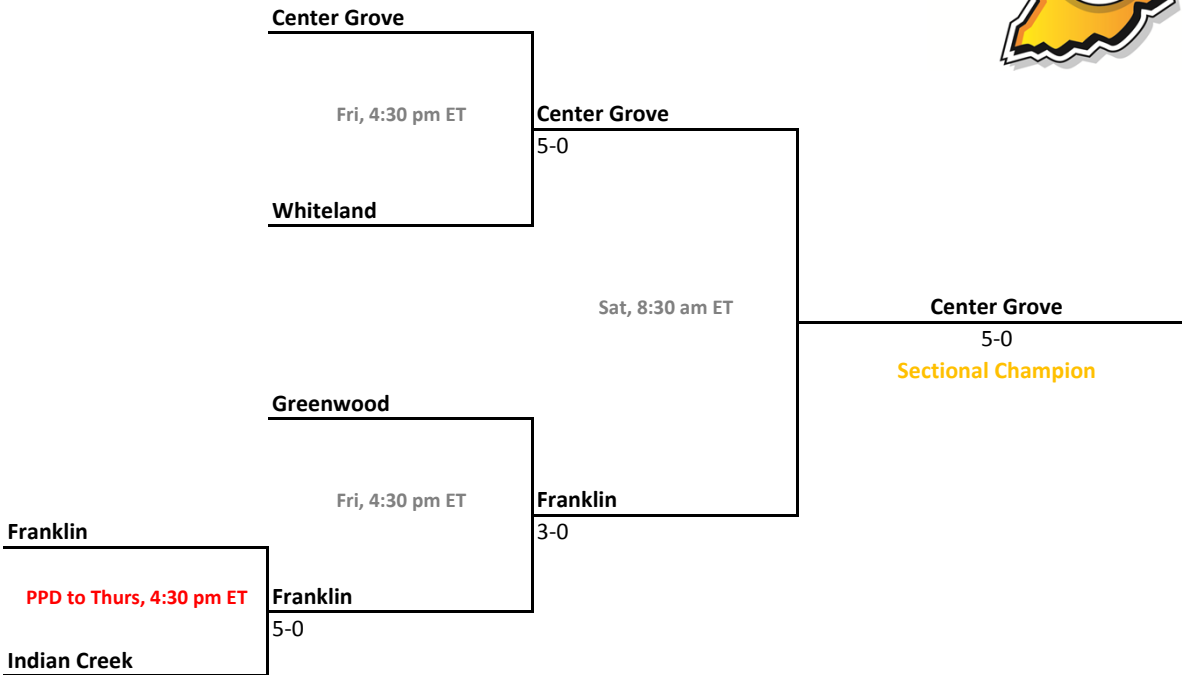 Center Grove
Fri, 4:30 pm ET
Center Grove
5-0
Whiteland
Sat, 8:30 am ET
Center Grove
5-0
Sectional Champion
Greenwood
Fri, 4:30 pm ET
Franklin
3-0
Franklin
PPD to Thurs, 4:30 pm ET
Franklin
5-0
Indian Creek